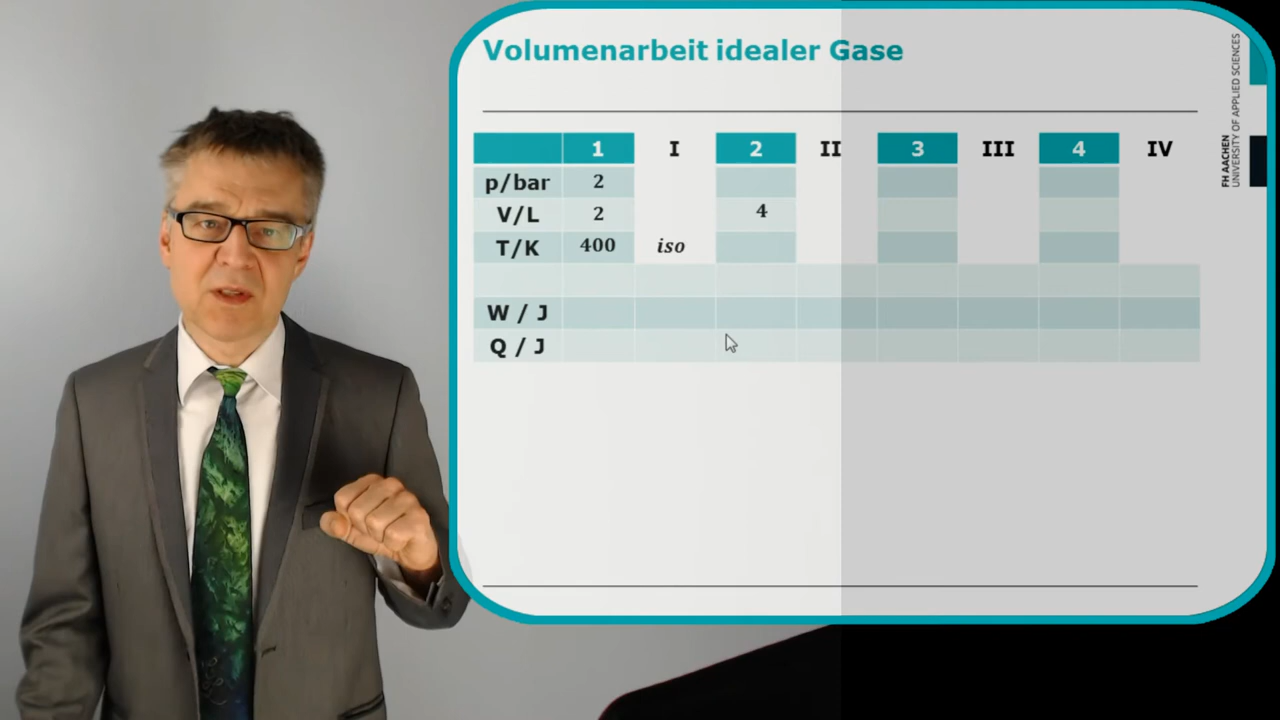 Volumenarbeit idealer Gase
1 I 2 II 3 III 4 IV
p/bar 2
V/L 2 4
T/K 400 iso
W / J
Q / J
FH AACHEN
UNIVERSITY OF APPLIED SCIENCES